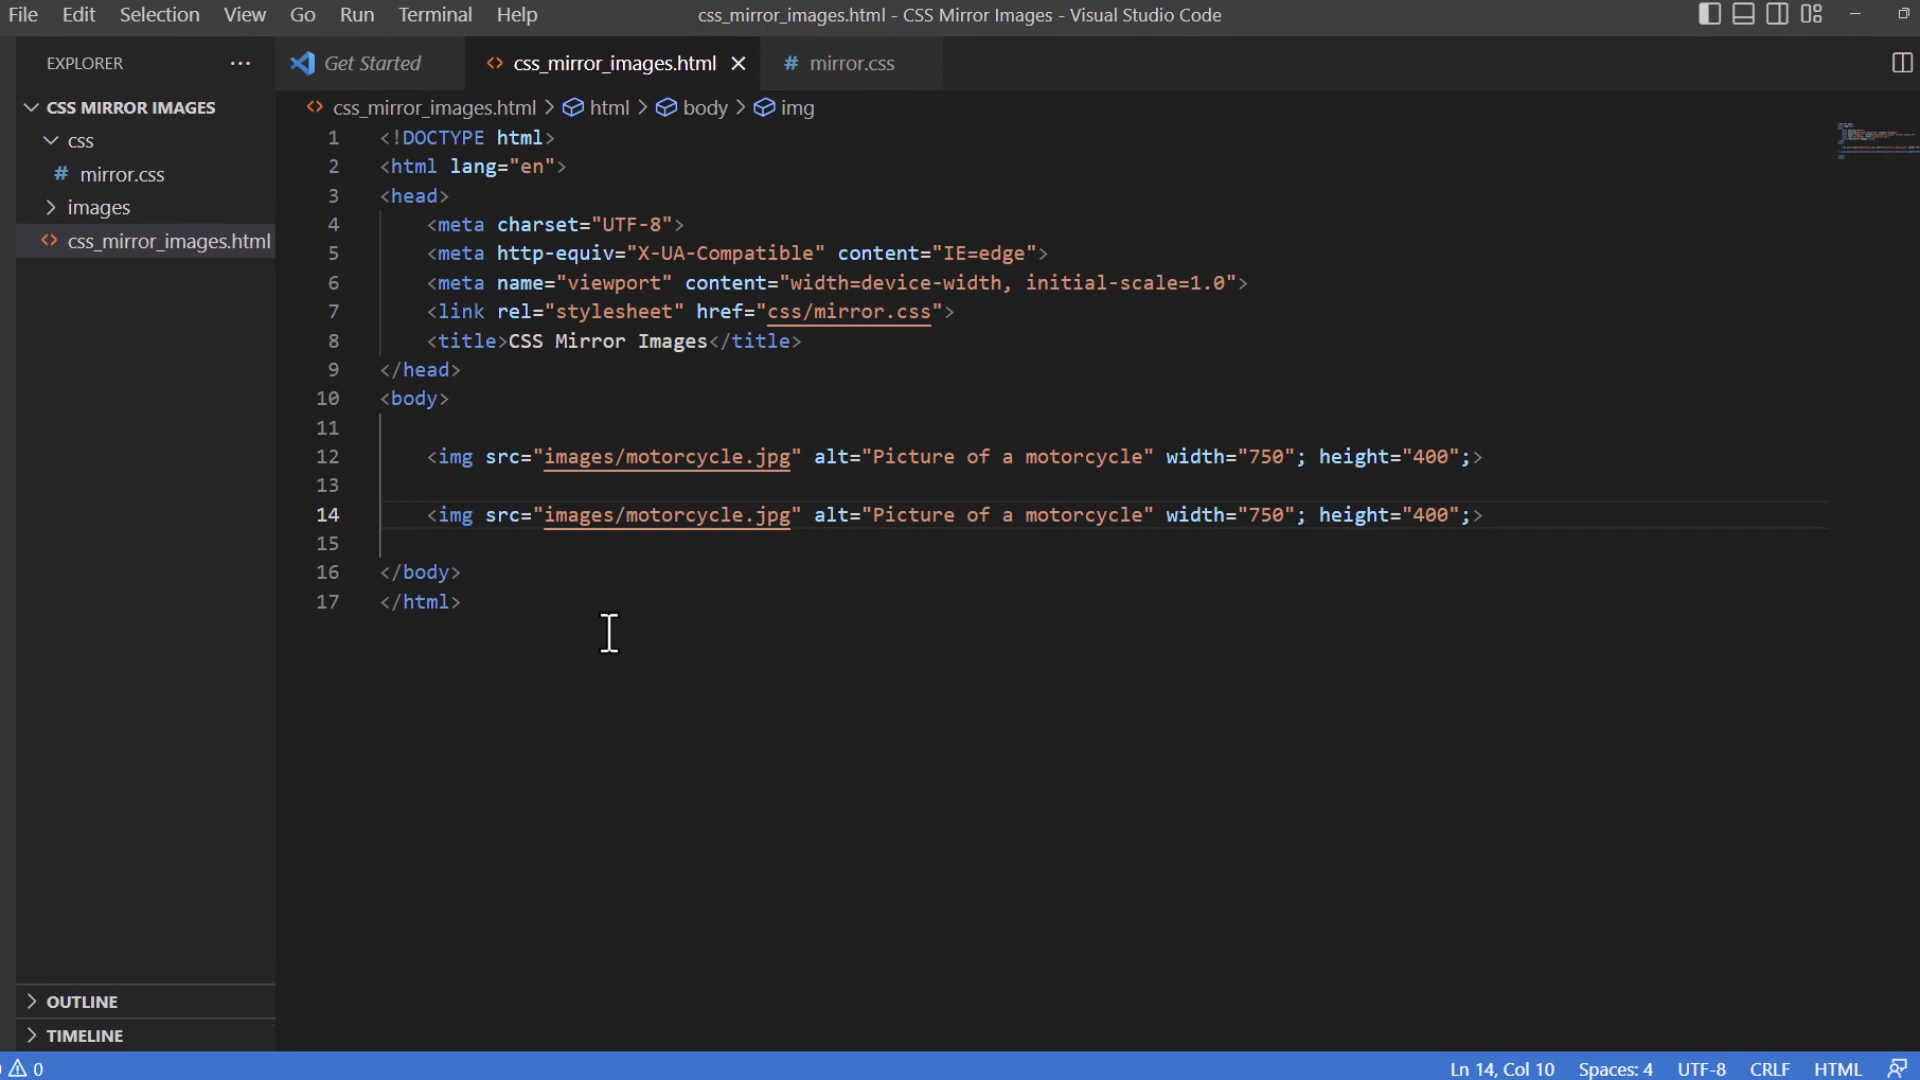 File Edit Selection View Go Run Terminal Help css_mirror_images.html - CSS Mirror Images - Visual Studio Code
EXPLORER ···
CSS MIRROR IMAGES
css
# mirror.css
images
<> css_mirror_images.html
OUTLINE
TIMELINE
Get Started <> css_mirror_images.html # mirror.css
<> css_mirror_images.html > html > body > img
1 <!DOCTYPE html>
2 <html lang="en">
3 <head>
4 <meta charset="UTF-8">
5 <meta http-equiv="X-UA-Compatible" content="IE=edge">
6 <meta name="viewport" content="width=device-width, initial-scale=1.0">
7 <link rel="stylesheet" href="css/mirror.css">
8 <title>CSS Mirror Images</title>
9 </head>
10 <body>
11
12 <img src="images/motorcycle.jpg" alt="Picture of a motorcycle" width="750"; height="400";>
13
14 <img src="images/motorcycle.jpg" alt="Picture of a motorcycle" width="750"; height="400";>
15
16 </body>
17 </html>
0 Ln 14, Col 10 Spaces: 4 UTF-8 CRLF HTML